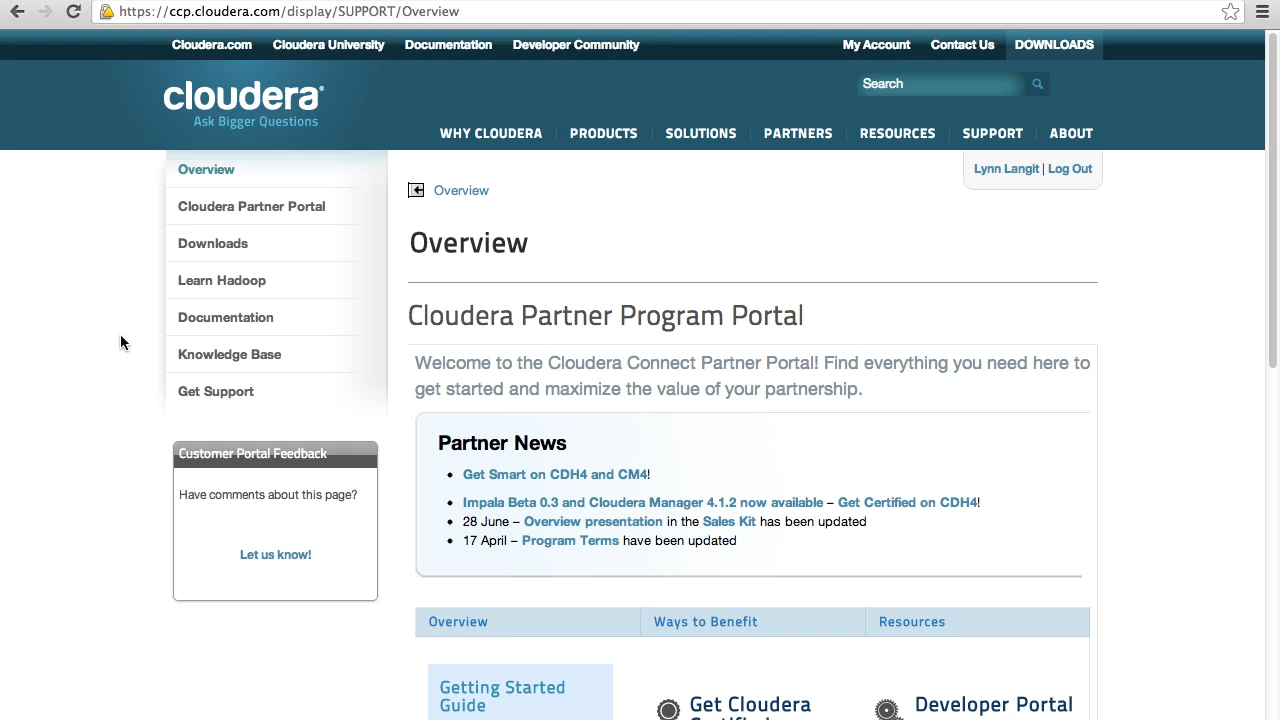 https://ccp.cloudera.com/display/SUPPORT/Overview
Cloudera.com Cloudera University Documentation Developer Community My Account Contact Us DOWNLOADS
cloudera®
Ask Bigger Questions
Search
WHY CLOUDERA PRODUCTS SOLUTIONS PARTNERS RESOURCES SUPPORT ABOUT
Lynn Langit | Log Out
Overview
Cloudera Partner Portal
Downloads
Learn Hadoop
Documentation
Knowledge Base
Get Support
Customer Portal Feedback
Have comments about this page?
Let us know!
Overview
Overview
Cloudera Partner Program Portal
Welcome to the Cloudera Connect Partner Portal! Find everything you need here to
get started and maximize the value of your partnership.
Partner News
• Get Smart on CDH4 and CM4!
• Impala Beta 0.3 and Cloudera Manager 4.1.2 now available – Get Certified on CDH4!
• 28 June – Overview presentation in the Sales Kit has been updated
• 17 April – Program Terms have been updated
Overview Ways to Benefit Resources
Getting Started
Guide
Get Cloudera
Developer Portal